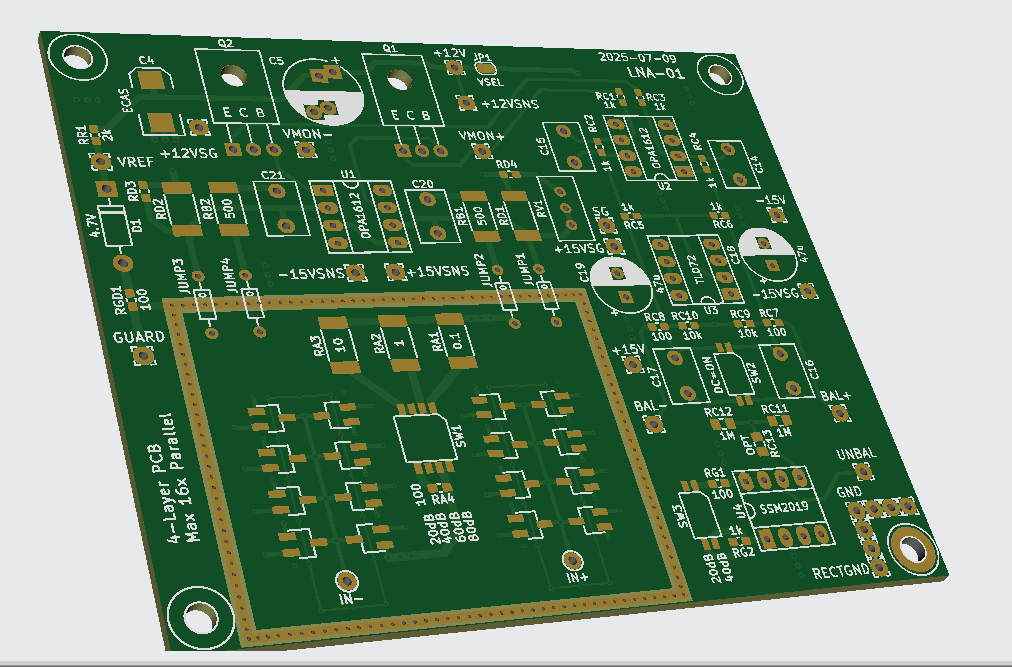 Q2
C4
ECAS
RR1
2k
VREF
+12VSG
E C B
C5
+
VMON-
Q1
E C B
+12V
JP1
VSEL
+12VSNS
VMON+
RD4
2025-07-09
LNA-01
RC1
1k
RC3
1k
C15
RC2
1k
OPA1612
U2
RC4
1k
C14
4.7V
D1
RD3
RD2
RB2
500
C21
U1
OPA1612
C20
RB1
500
RD1
RV1
SG
+15VSG
1k
RC5
1k
RC6
-15V
RGD1
100
GUARD
JUMP3
JUMP4
-15VSNS
+15VSNS
JUMP2
JUMP1
C19
+
47u
TL072
C18
U3
47u
+
-15VSG
RC8
100
RC10
10k
RC9
10k
RC7
100
RA3
10
RA2
1
RA1
0.1
+15V
C17
DC=ON
SW2
C16
BAL-
RC12
1M
RC11
1M
BAL+
OPT
RC13
4-Layer PCB
Max 16x Parallel
SW1
100
RA4
20dB
40dB
60dB
80dB
IN-
IN+
UNBAL
GND
RG1
100
SW3
U4
SSM2019
1k
RG2
20dB
40dB
RECTGND